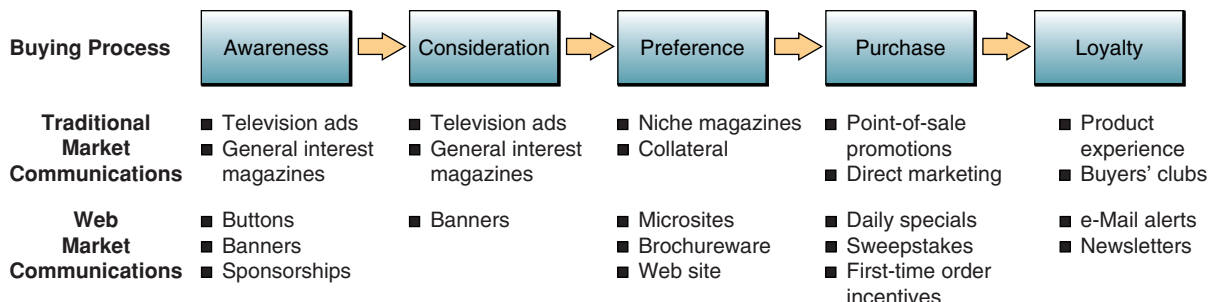 Buying Process
Awareness
Consideration
Preference
Purchase
Loyalty
Traditional
Market
Communications
■ Television ads
■ General interest
magazines
■ Television ads
■ General interest
magazines
■ Niche magazines
■ Collateral
■ Point-of-sale
promotions
■ Direct marketing
■ Product
experience
■ Buyers' clubs
Web
Market
Communications
■ Buttons
■ Banners
■ Sponsorships
■ Banners
■ Microsites
■ Brochureware
■ Web site
■ Daily specials
■ Sweepstakes
■ First-time order
incentives
■ e-Mail alerts
■ Newsletters